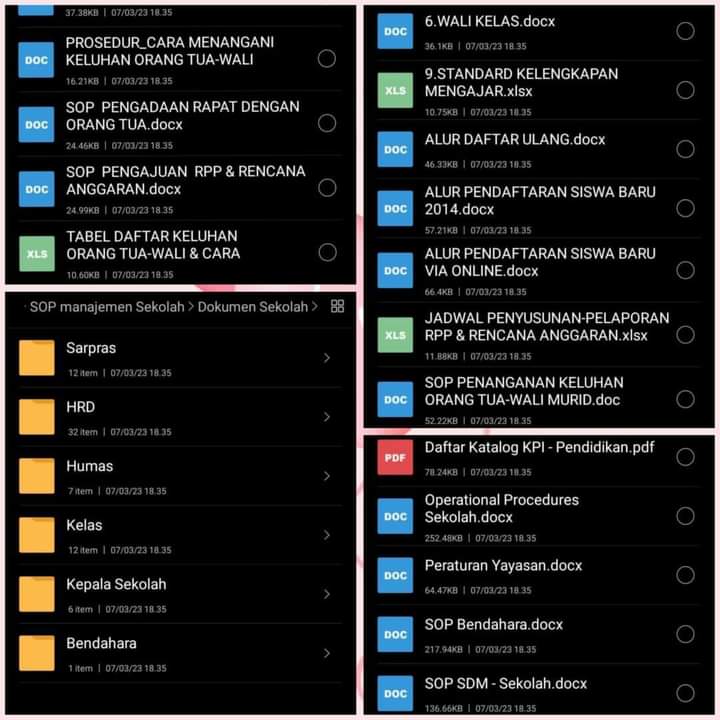 37.38KB | 07/03/23 18.35
DOC
PROSEDUR_CARA MENANGANI
KELUHAN ORANG TUA-WALI
16.21KB | 07/03/23 18.35
DOC
SOP PENGADAAN RAPAT DENGAN
ORANG TUA.docx
24.46KB | 07/03/23 18.35
DOC
SOP PENGAJUAN RPP & RENCANA
ANGGARAN.docx
24.99KB | 07/03/23 18.35
XLS
TABEL DAFTAR KELUHAN
ORANG TUA-WALI & CARA
10.60KB | 07/03/23 18.35
SOP manajemen Sekolah > Dokumen Sekolah >
Sarpras
12 item | 07/03/23 18.35
HRD
32 item | 07/03/23 18.35
Humas
7 item | 07/03/23 18.35
Kelas
12 item | 07/03/23 18.35
Kepala Sekolah
6 item | 07/03/23 18.35
Bendahara
1 item | 07/03/23 18.35
DOC
6.WALI KELAS.docx
36.1KB | 07/03/23 18.35
XLS
9.STANDARD KELENGKAPAN
MENGAJAR.xlsx
10.75KB | 07/03/23 18.35
DOC
ALUR DAFTAR ULANG.docx
46.33KB | 07/03/23 18.35
DOC
ALUR PENDAFTARAN SISWA BARU
2014.docx
57.21KB | 07/03/23 18.35
DOC
ALUR PENDAFTARAN SISWA BARU
VIA ONLINE.docx
66.4KB | 07/03/23 18.35
XLS
JADWAL PENYUSUNAN-PELAPORAN
RPP & RENCANA ANGGARAN.xlsx
11.88KB | 07/03/23 18.35
DOC
SOP PENANGANAN KELUHAN
ORANG TUA-WALI MURID.doc
52.22KB | 07/03/23 18.35
PDF
Daftar Katalog KPI - Pendidikan.pdf
78.24KB | 07/03/23 18.35
DOC
Operational Procedures
Sekolah.docx
252.48KB | 07/03/23 18.35
DOC
Peraturan Yayasan.docx
64.47KB | 07/03/23 18.35
DOC
SOP Bendahara.docx
217.94KB | 07/03/23 18.35
DOC
SOP SDM - Sekolah.docx
136.66KB | 07/03/23 18.35